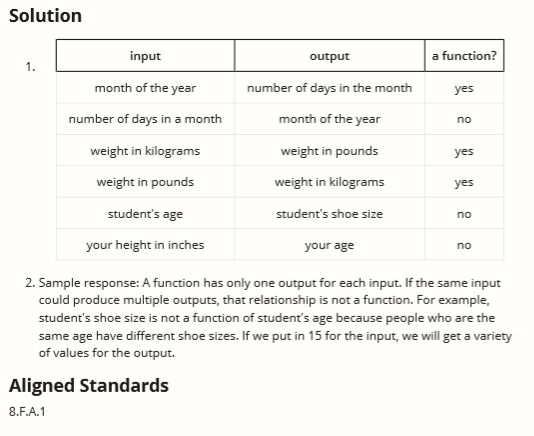 Solution
1.
input output a function?
month of the year number of days in the month yes
number of days in a month month of the year no
weight in kilograms weight in pounds yes
weight in pounds weight in kilograms yes
student's age student's shoe size no
your height in inches your age no
2. Sample response: A function has only one output for each input. If the same input
could produce multiple outputs, that relationship is not a function. For example,
student's shoe size is not a function of student's age because people who are the
same age have different shoe sizes. If we put in 15 for the input, we will get a variety
of values for the output.
Aligned Standards
8.F.A.1